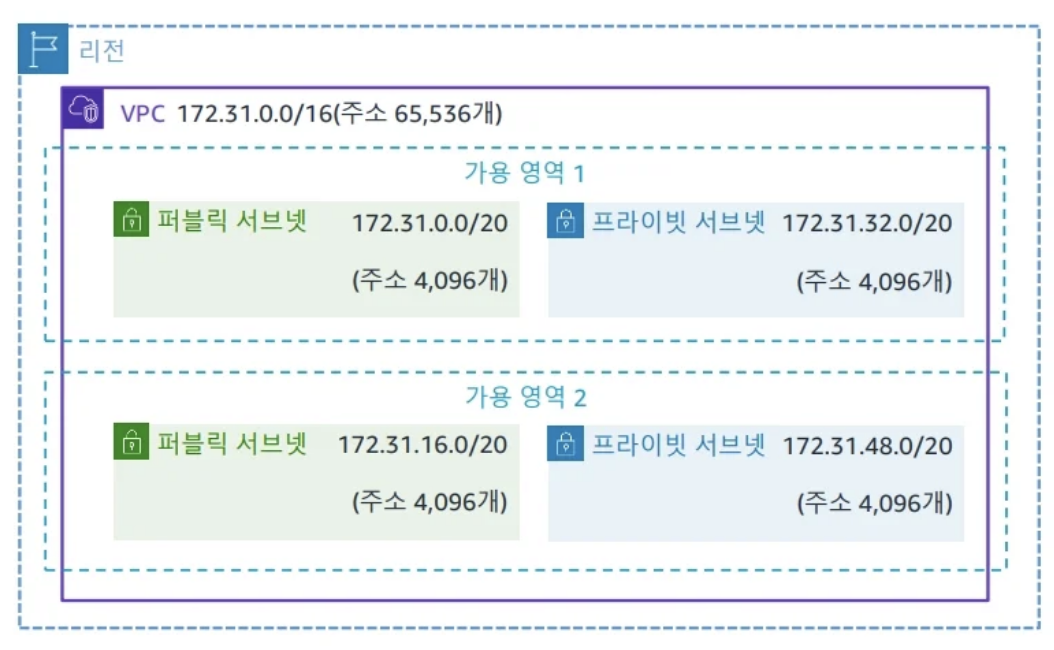 리전
VPC 172.31.0.0/16(주소 65,536개)
가용 영역 1
퍼블릭 서브넷 172.31.0.0/20
(주소 4,096개)
프라이빗 서브넷 172.31.32.0/20
(주소 4,096개)
가용 영역 2
퍼블릭 서브넷 172.31.16.0/20
(주소 4,096개)
프라이빗 서브넷 172.31.48.0/20
(주소 4,096개)